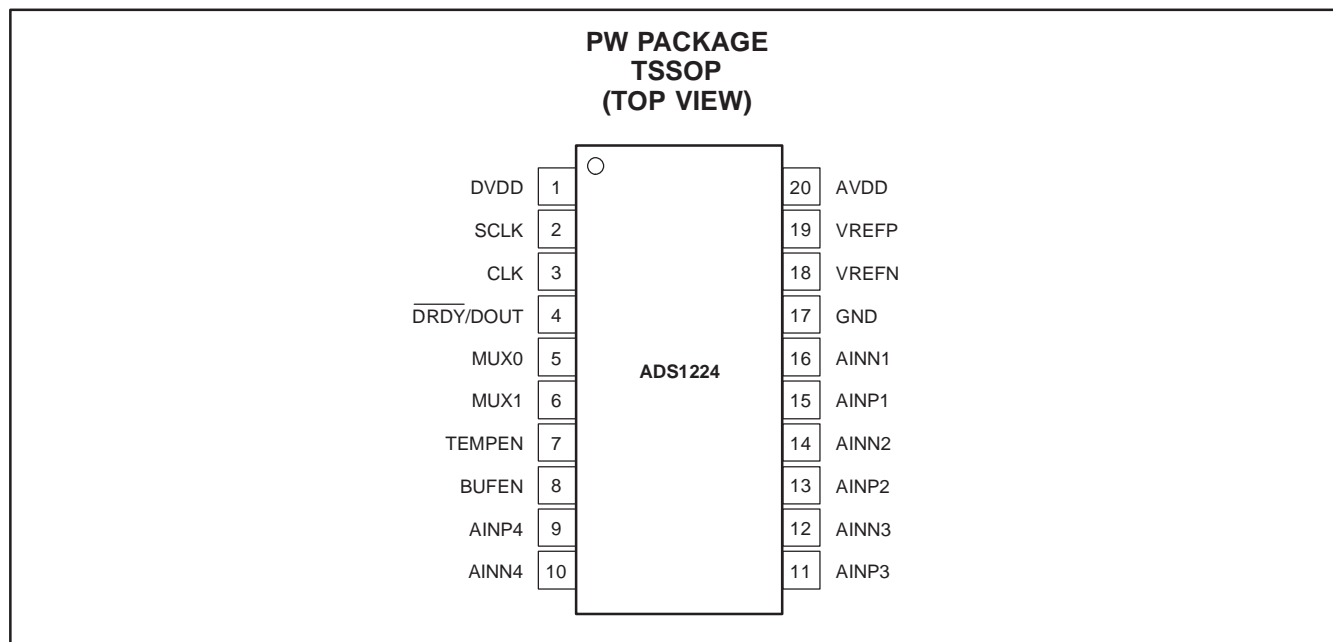 PW PACKAGE
TSSOP
(TOP VIEW)
DVDD 1 20 AVDD
SCLK 2 19 VREFP
CLK 3 18 VREFN
DRDY/DOUT 4 17 GND
MUX0 5 16 AINN1
ADS1224
MUX1 6 15 AINP1
TEMPEN 7 14 AINN2
BUFEN 8 13 AINP2
AINP4 9 12 AINN3
AINN4 10 11 AINP3